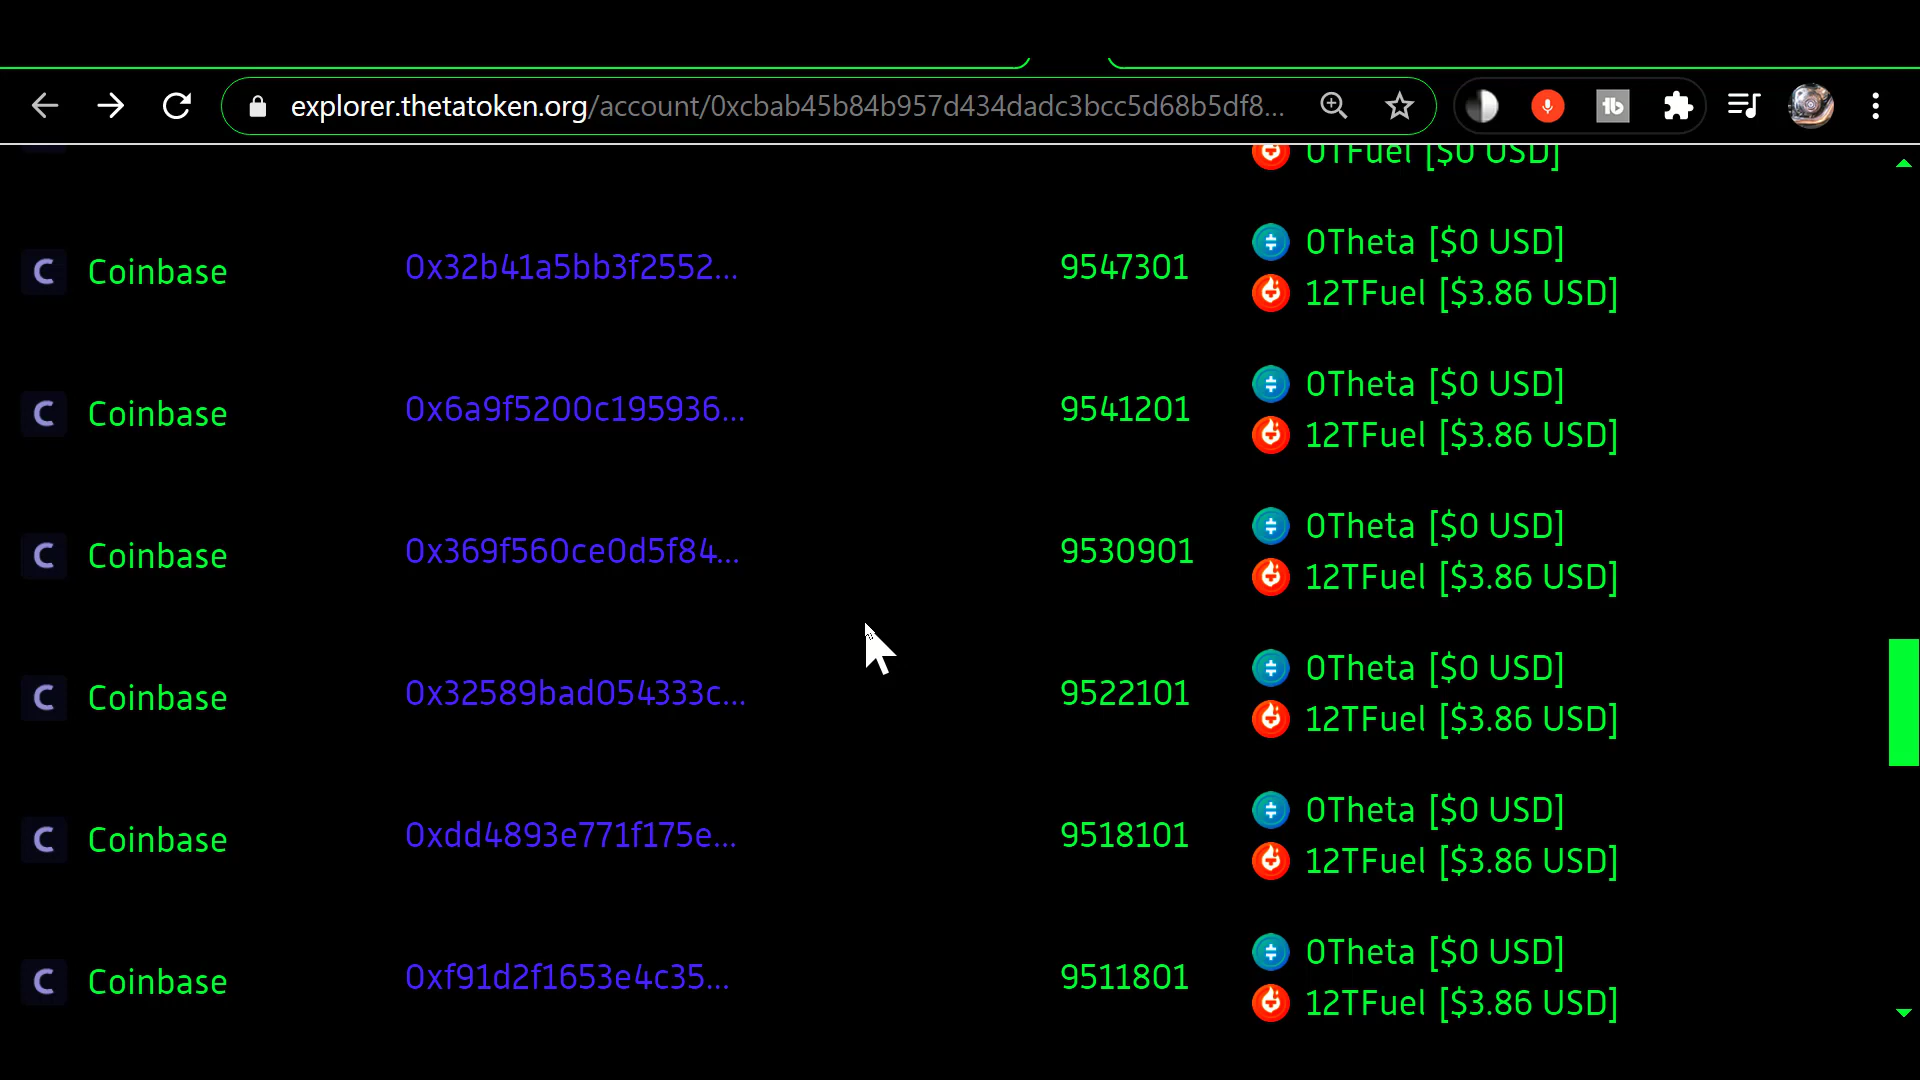 explorer.thetatoken.org/account/0xcbab45b84b957d434dadc3bcc5d68b5df8...
0TFuel [$0 USD]
C Coinbase 0x32b41a5bb3f2552... 9547301 0Theta [$0 USD]
12TFuel [$3.86 USD]
C Coinbase 0x6a9f5200c195936... 9541201 0Theta [$0 USD]
12TFuel [$3.86 USD]
C Coinbase 0x369f560ce0d5f84... 9530901 0Theta [$0 USD]
12TFuel [$3.86 USD]
C Coinbase 0x32589bad054333c... 9522101 0Theta [$0 USD]
12TFuel [$3.86 USD]
C Coinbase 0xdd4893e771f175e... 9518101 0Theta [$0 USD]
12TFuel [$3.86 USD]
C Coinbase 0xf91d2f1653e4c35... 9511801 0Theta [$0 USD]
12TFuel [$3.86 USD]